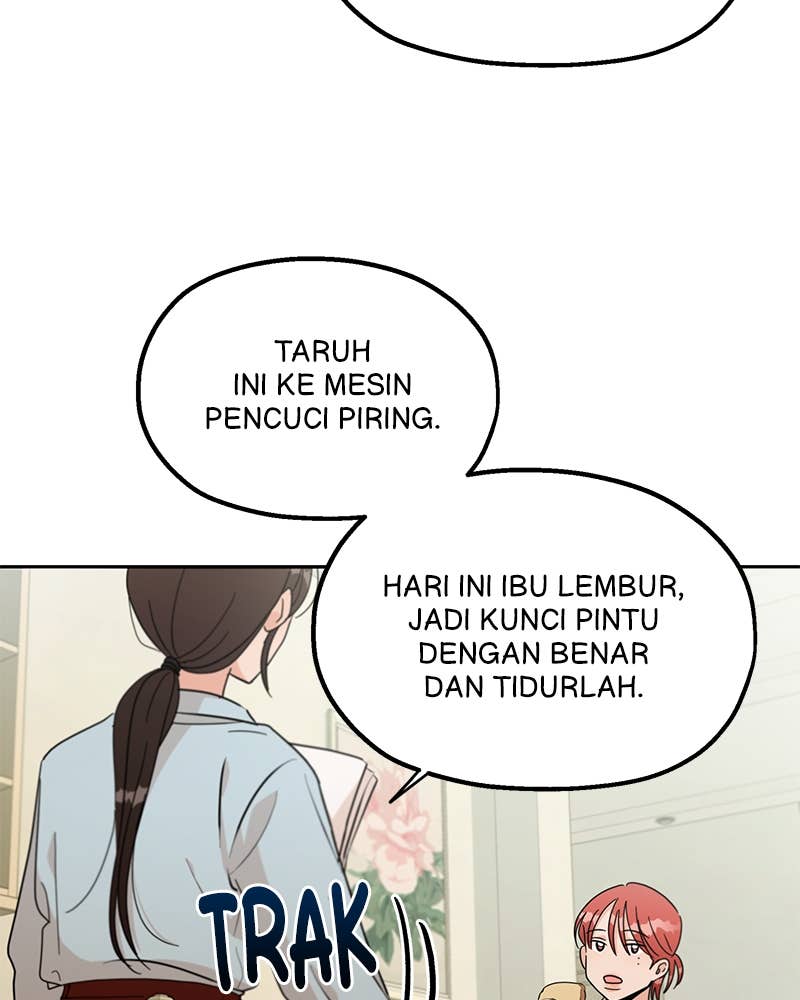 TARUH
INI KE MESIN
PENCUCI PIRING.
HARI INI IBU LEMBUR,
JADI KUNCI PINTU
DENGAN BENAR
DAN TIDURLAH.
TRAK